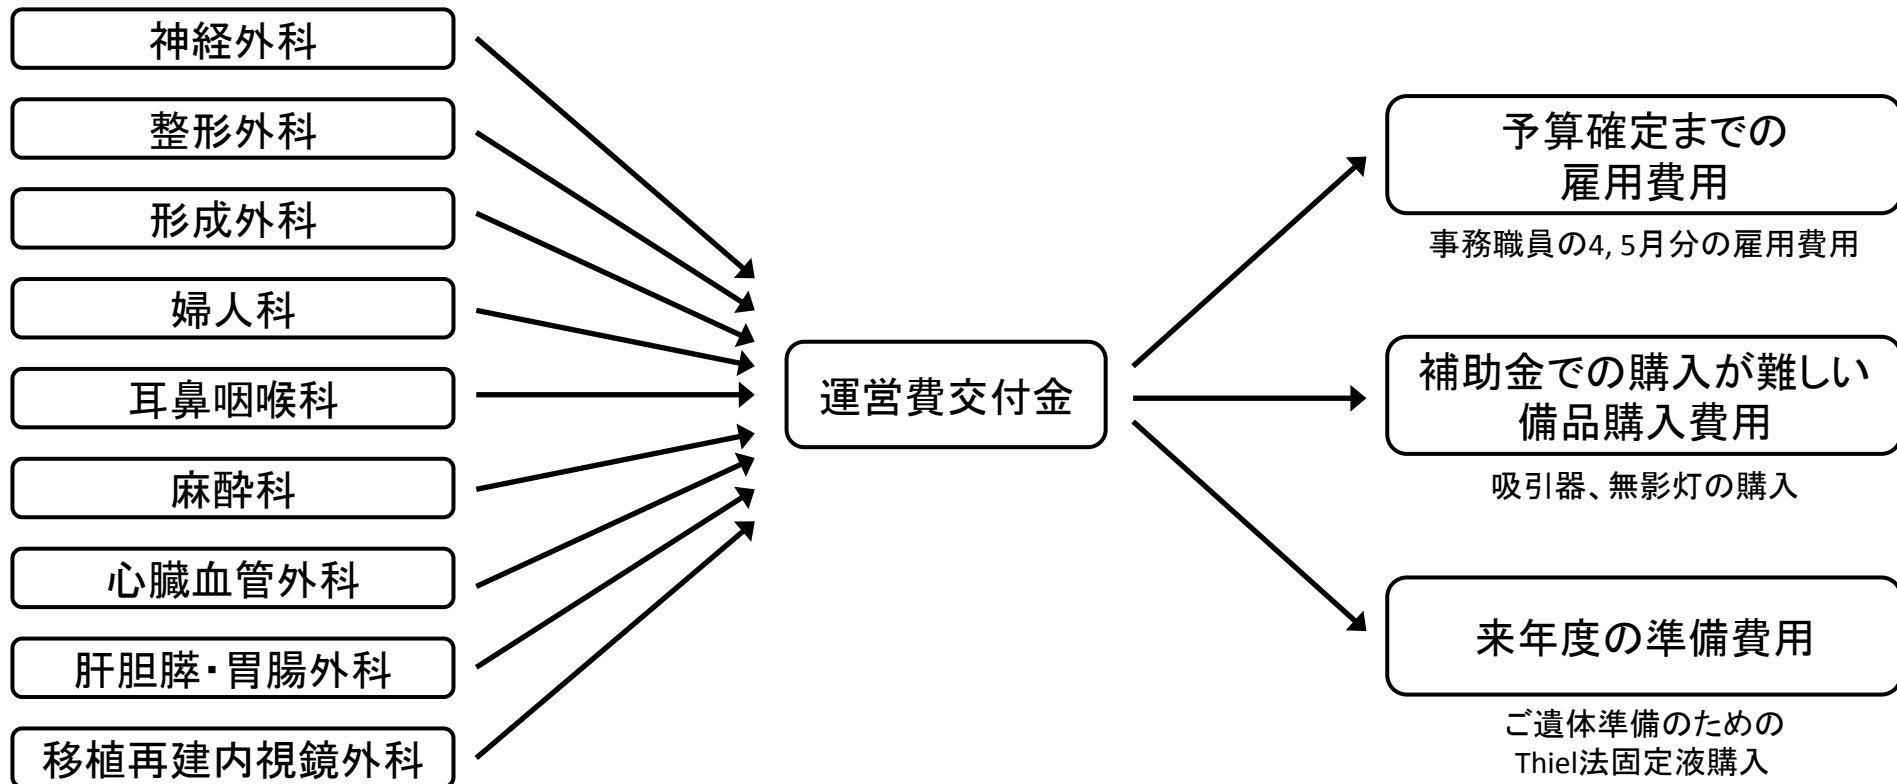 神経外科
整形外科
形成外科
婦人科
耳鼻咽喉科
麻酔科
心臓血管外科
肝胆膵・胃腸外科
移植再建内視鏡外科
運営費交付金
予算確定までの
雇用費用
事務職員の4, 5月分の雇用費用
補助金での購入が難しい
備品購入費用
吸引器、無影灯の購入
来年度の準備費用
ご遺体準備のための
Thiel法固定液購入